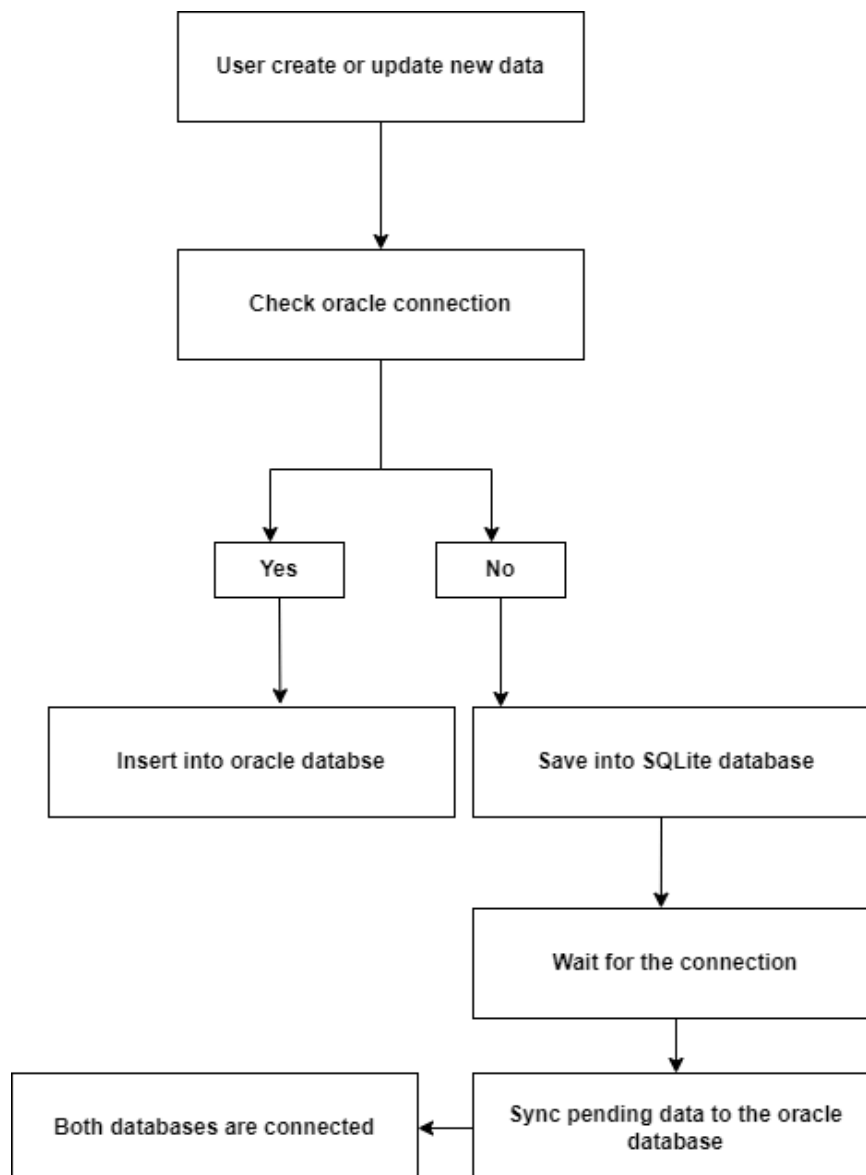 User create or update new data
Check oracle connection
Yes
No
Insert into oracle databse
Save into SQLite database
Wait for the connection
Both databases are connected
Sync pending data to the oracle
database